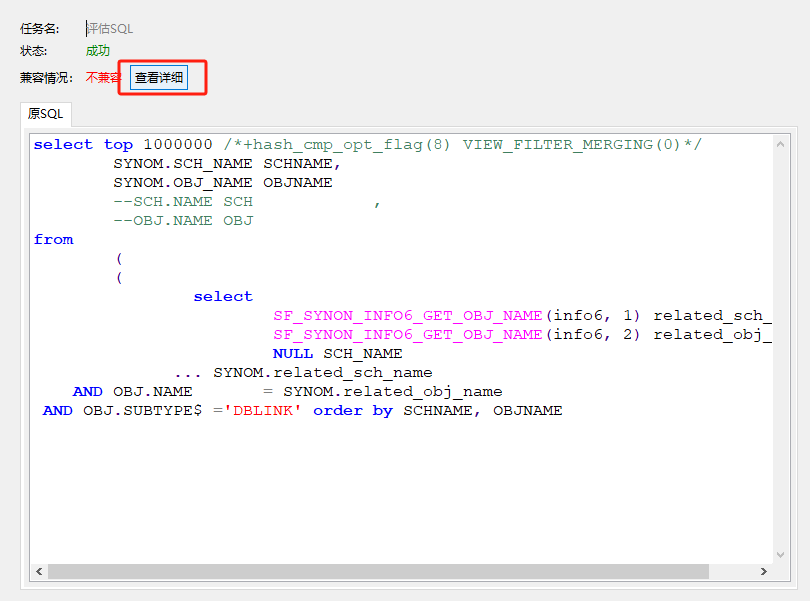 任务名: 评估SQL
状态: 成功
兼容情况: 不兼容 查看详细
原SQL
select top 1000000 /*+hash_cmp_opt_flag(8) VIEW_FILTER_MERGING(0)*/
SYNOM.SCH_NAME SCHNAME,
SYNOM.OBJ_NAME OBJNAME
--SCH.NAME SCH ,
--OBJ.NAME OBJ
from
(
(
select
SF_SYNON_INFO6_GET_OBJ_NAME(info6, 1) related_sch_
SF_SYNON_INFO6_GET_OBJ_NAME(info6, 2) related_obj_
NULL SCH_NAME
... SYNOM.related_sch_name
AND OBJ.NAME = SYNOM.related_obj_name
AND OBJ.SUBTYPE$ ='DBLINK' order by SCHNAME, OBJNAME